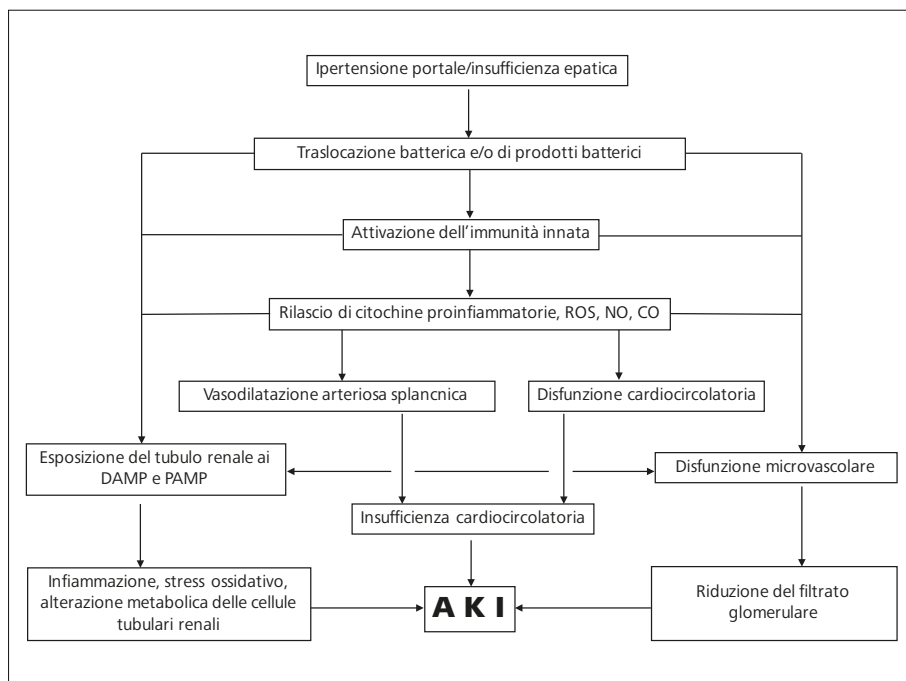 Ipertensione portale/insufficienza epatica
Traslocazione batterica e/o di prodotti batterici
Attivazione dell'immunità innata
Rilascio di citochine proinfiammatorie, ROS, NO, CO
Vasodilatazione arteriosa splancnica
Disfunzione cardiocircolatoria
Esposizione del tubulo renale ai
DAMP e PAMP
Disfunzione microvascolare
Insufficienza cardiocircolatoria
Infiammazione, stress ossidativo,
alterazione metabolica delle cellule
tubulari renali
AKI
Riduzione del filtrato
glomerulare